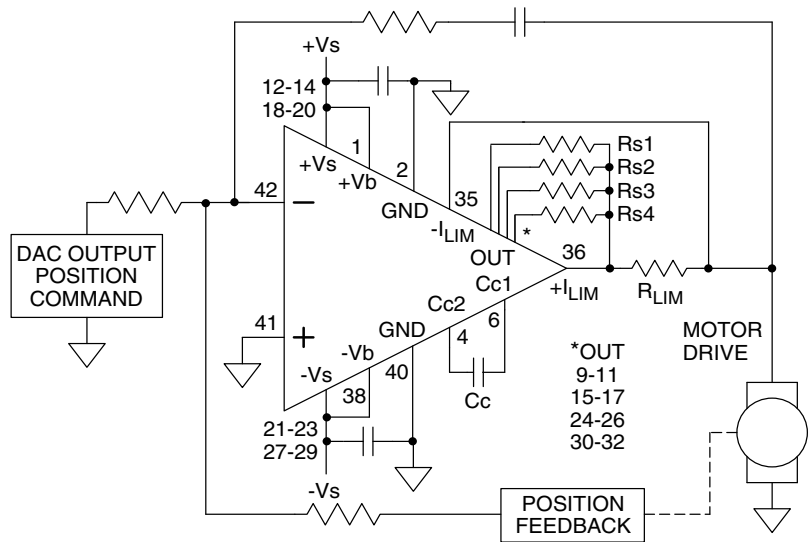 +Vs
12-14
18-20
1
+Vs
+Vb
2
GND
35
-ILIM
OUT
*
Rs1
Rs2
Rs3
Rs4
42
−
DAC OUTPUT
POSITION
COMMAND
36
+ILIM
RLIM
Cc1
6
Cc2
4
Cc
GND
40
41
+
-Vb
38
-Vs
21-23
27-29
-Vs
MOTOR
DRIVE
*OUT
9-11
15-17
24-26
30-32
POSITION
FEEDBACK